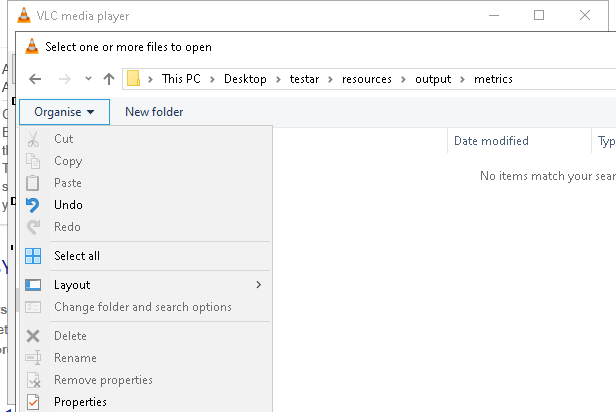 VLC media player
Select one or more files to open
This PC > Desktop > testar > resources > output > metrics
Organise New folder
Date modified
No items match your sear
Cut
Copy
Paste
Undo
Redo
Select all
Layout
Change folder and search options
Delete
Rename
Remove properties
Properties